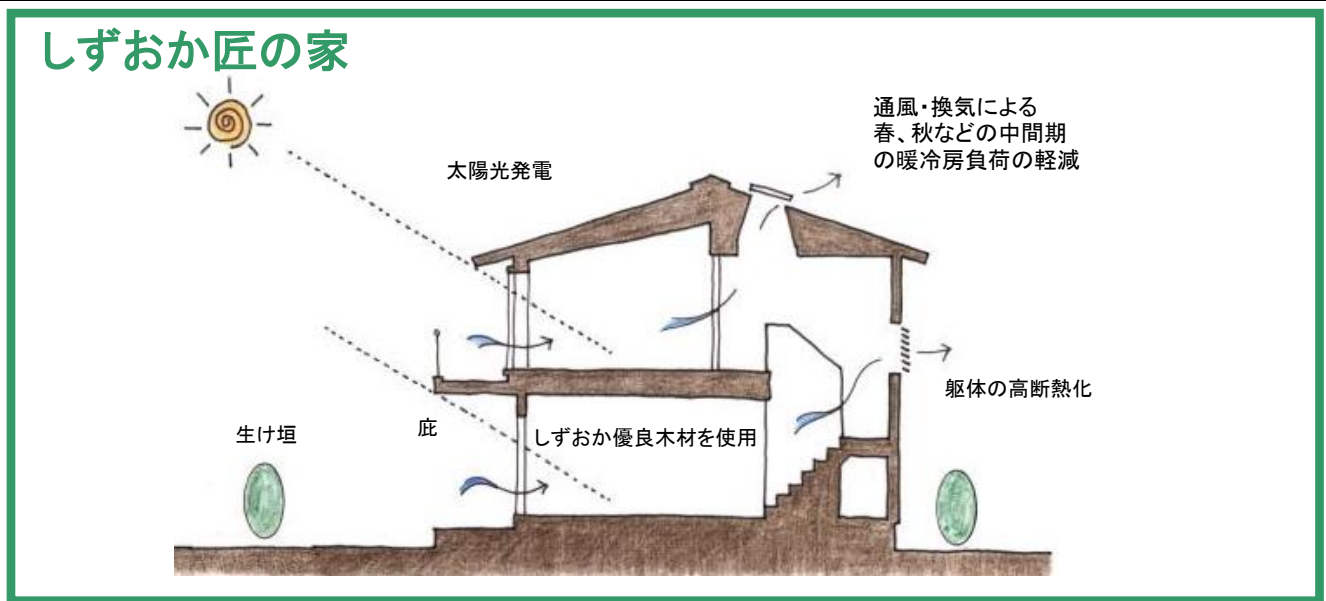 しずおか匠の家
通風・換気による
春、秋などの中間期
の暖冷房負荷の軽減
太陽光発電
躯体の高断熱化
庇
生け垣
しずおか優良木材を使用